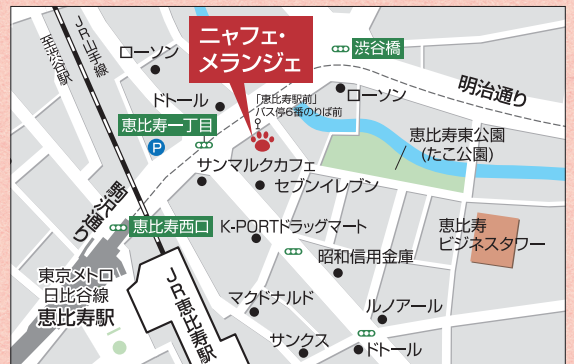 ニャフェ・
メランジェ
渋谷橋
JR山手線
至渋谷駅
ローソン
ドトール
「恵比寿駅前」
バス停6番のりば前
ローソン
明治通り
恵比寿一丁目
P
恵比寿東公園
(たこ公園)
サンマルクカフェ
セブンイレブン
駒沢通り
恵比寿西口
K-PORTドラッグマート
恵比寿
ビジネスタワー
昭和信用金庫
東京メトロ
日比谷線
恵比寿駅
JR恵比寿駅
マクドナルド
ルノアール
サンクス
ドトール